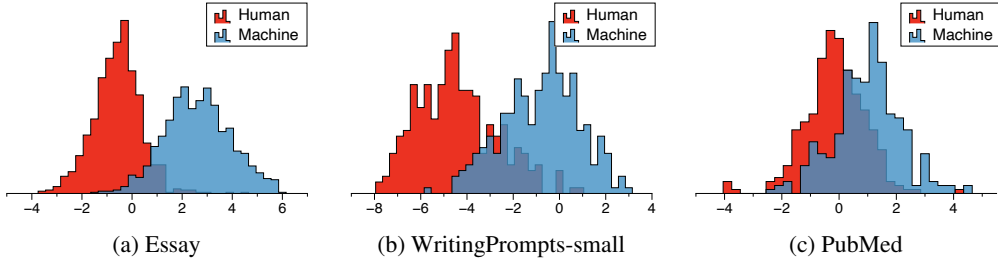 Human
Machine
−4 −2 0 2 4 6
(a) Essay
Human
Machine
−8 −6 −4 −2 0 2 4
(b) WritingPrompts-small
Human
Machine
−4 −2 0 2 4
(c) PubMed